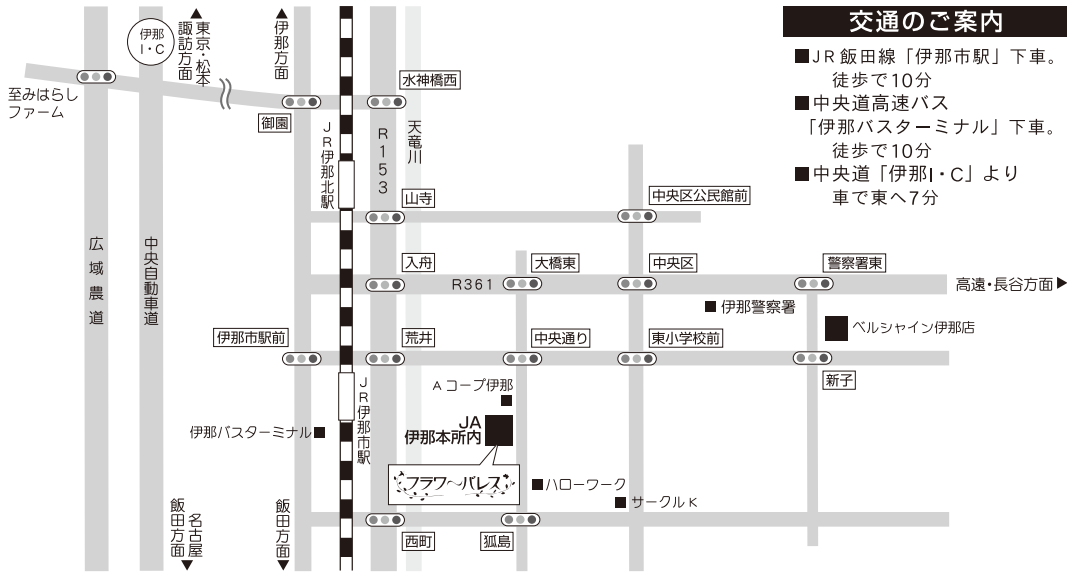 交通のご案内
■JR飯田線「伊那市駅」下車。
徒歩で10分
■中央道高速バス
「伊那バスターミナル」下車。
徒歩で10分
■中央道「伊那I・C」より
車で東へ7分
伊那
I・C
▲東京・松本
諏訪方面
▲伊那方面
至みはらし
ファーム
御園
水神橋西
JR伊那北駅
R153
天竜川
山寺
中央区公民館前
広域農道
中央自動車道
入舟
R361
大橋東
中央区
警察署東
高遠・長谷方面▶
■伊那警察署
ベルシャイン伊那店
伊那市駅前
荒井
中央通り
東小学校前
新子
JR伊那市駅
Aコープ伊那
伊那バスターミナル■
JA
伊那本所内
フラワ～パレス
■ハローワーク
■サークルK
西町
狐島
名古屋▼
飯田方面
飯田方面▼